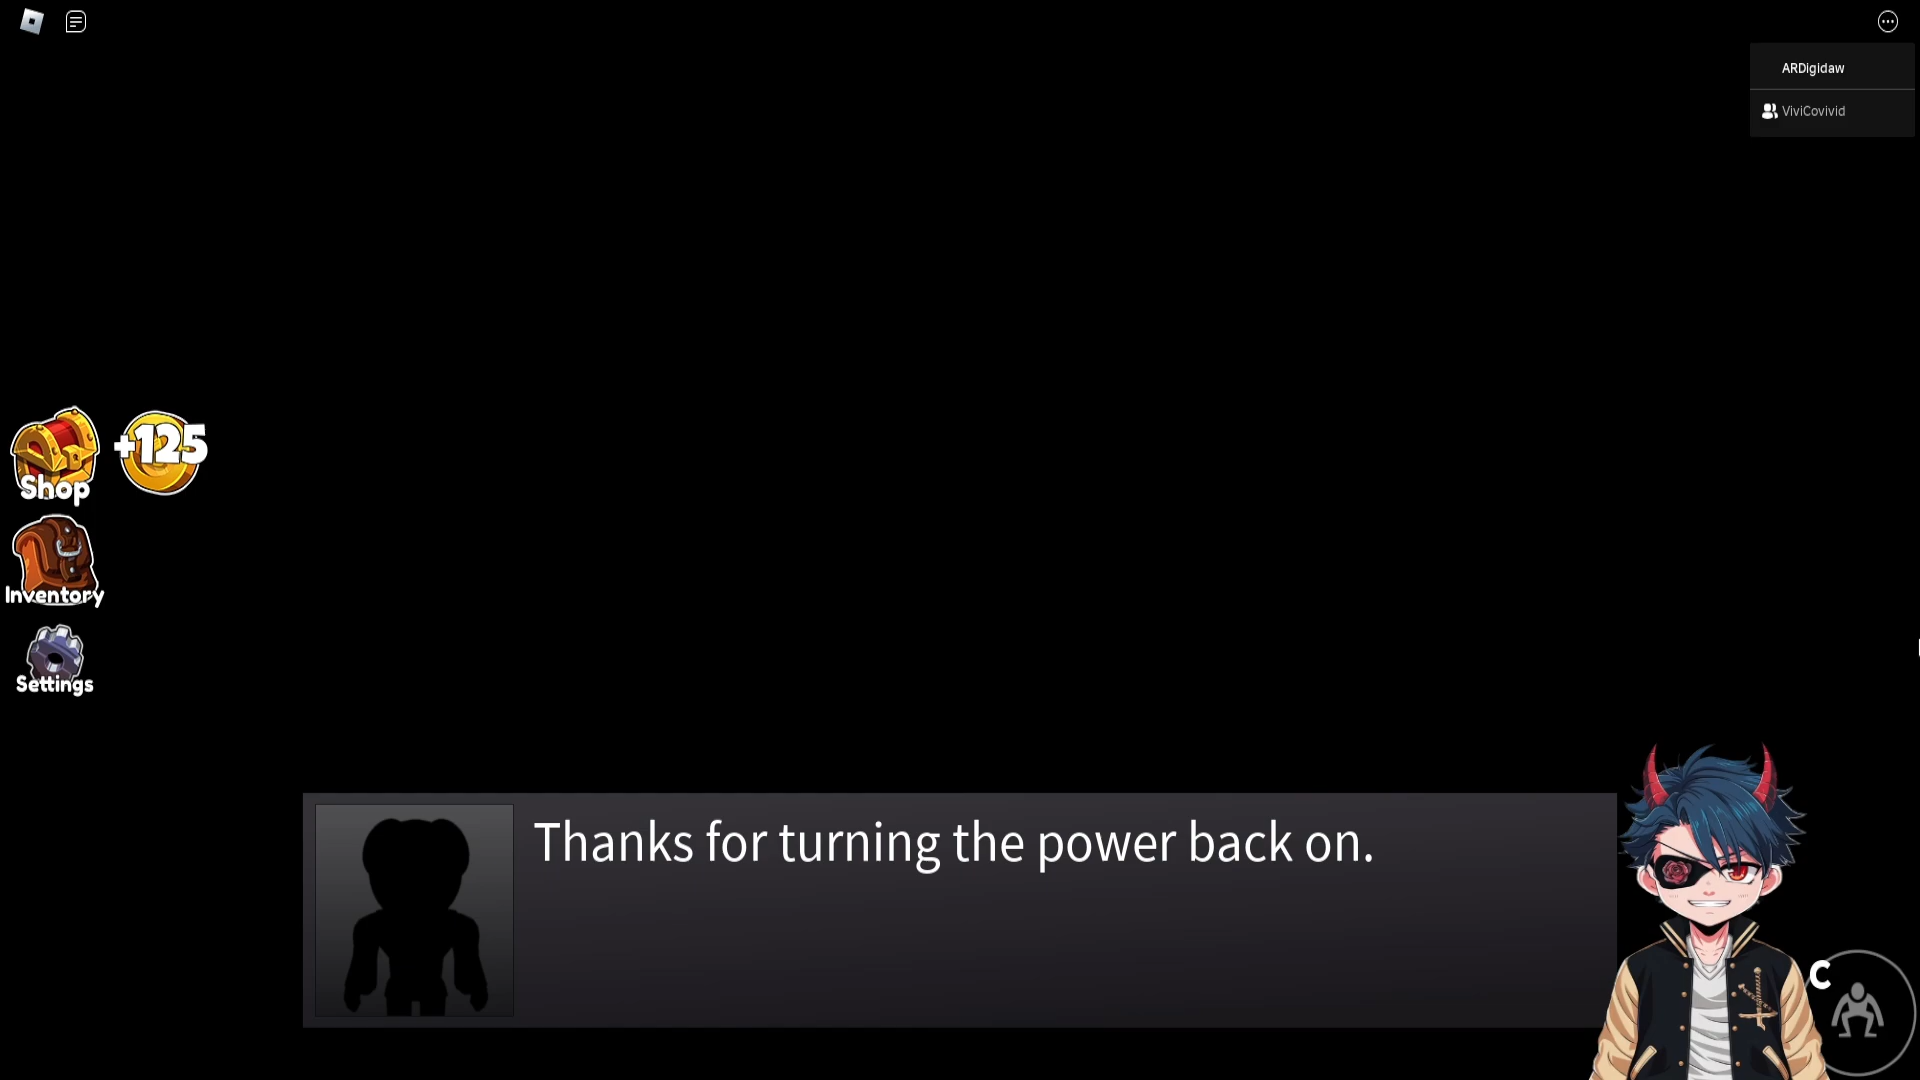 ARDigidaw
ViviCovivid
+125
Shop
Inventory
Settings
Thanks for turning the power back on.
C